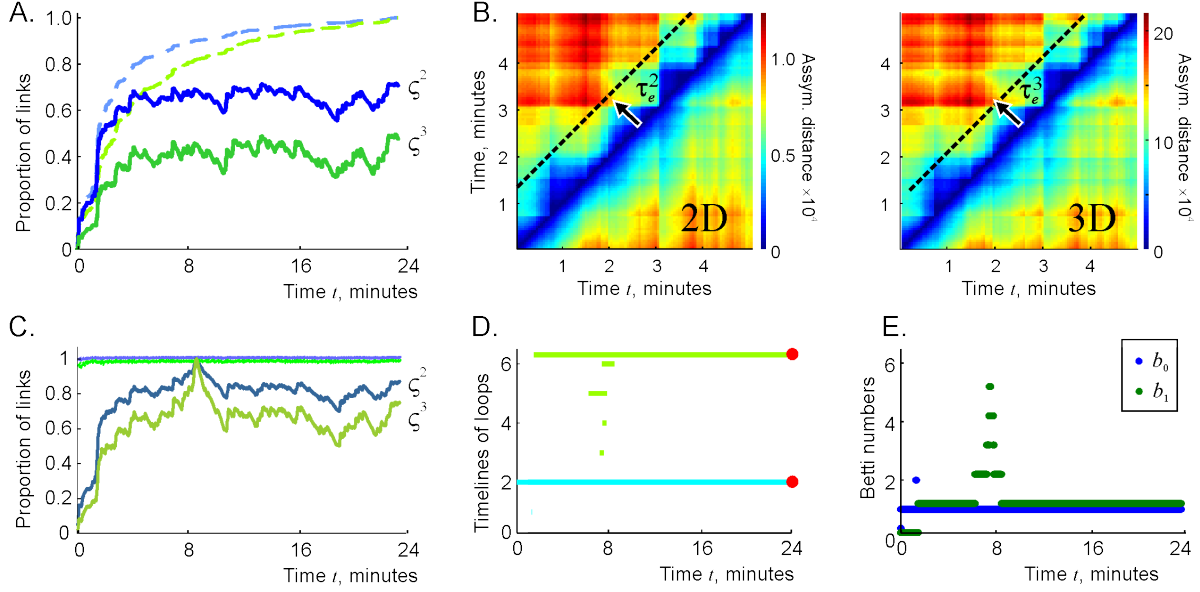 A.
Proportion of links
1.0
0.8
0.6
0.4
0.2
0
ς²
ς³
0 8 16 24
Time t, minutes
B.
Time, minutes
4
3
2
1
τ²ₑ
2D
1 2 3 4
Time t, minutes
1.0
0.5
0
Assym. distance ×10⁴
τ³ₑ
3D
4
3
2
1
1 2 3 4
Time t, minutes
20
10
0
Assym. distance ×10⁴
C.
Proportion of links
1
0.8
0.6
0.4
0.2
0
ς²
ς³
0 8 16 24
Time t, minutes
D.
Timelines of loops
6
4
2
0
0 8 16 24
Time t, minutes
E.
Betti numbers
6
4
2
0
b₀
b₁
0 8 16 24
Time t, minutes